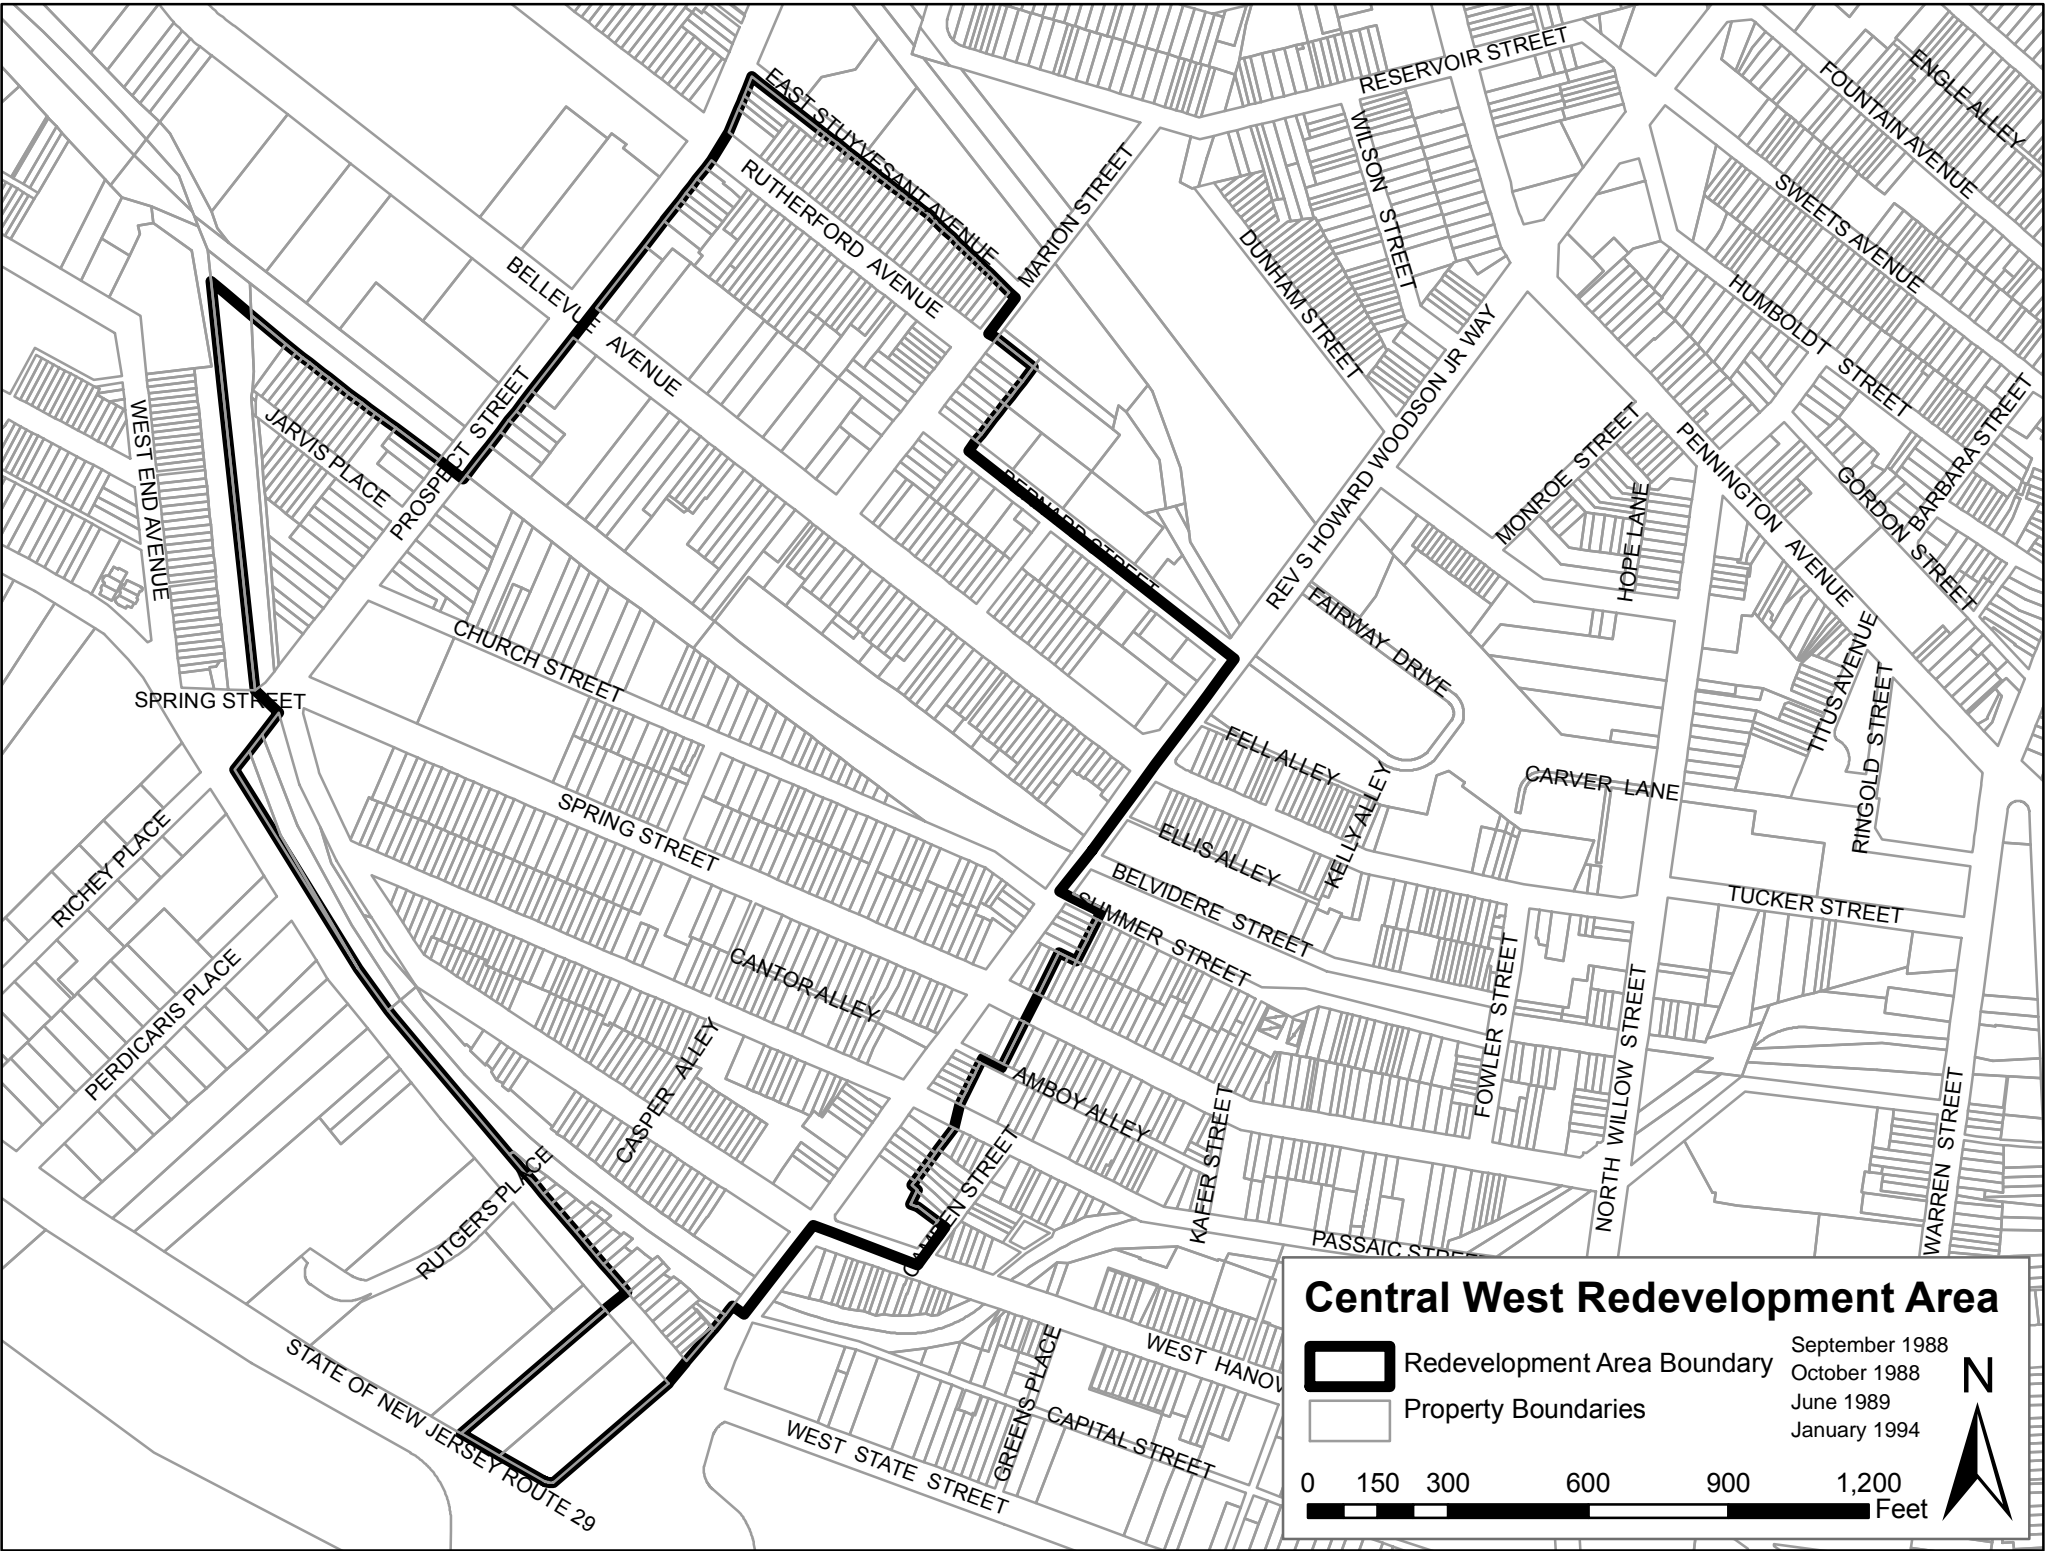 ENGLE ALLEY
RESERVOIR STREET
FOUNTAIN AVENUE
EAST STUYVESANT AVENUE
WILSON STREET
MARION STREET
RUTHERFORD AVENUE
SWEETS AVENUE
DUNHAM STREET
BELLEVUE AVENUE
HUMBOLDT STREET
REV S HOWARD WOODSON JR WAY
PROSPECT STREET
JARVIS PLACE
WEST END AVENUE
BARBARA STREET
MONROE STREET
PENNINGTON AVENUE
GORDON STREET
HOPE LANE
BERNARD STREET
FAIRWAY DRIVE
CHURCH STREET
TITUS AVENUE
RINGOLD STREET
SPRING STREET
FELL ALLEY
KELLY ALLEY
CARVER LANE
SPRING STREET
ELLIS ALLEY
RICHEY PLACE
BELVIDERE STREET
TUCKER STREET
SUMMER STREET
CANTOR ALLEY
PERDICARIS PLACE
FOWLER STREET
NORTH WILLOW STREET
CASPER ALLEY
AMBOY ALLEY
KAFER STREET
WARREN STREET
CAMDEN STREET
RUTGERS PLACE
PASSAIC STREET
STATE OF NEW JERSEY ROUTE 29
WEST HANOV
GREENS PLACE
CAPITAL STREET
WEST STATE STREET
Central West Redevelopment Area
Redevelopment Area Boundary
Property Boundaries
September 1988
October 1988
June 1989
January 1994
N
0 150 300 600 900 1,200
Feet